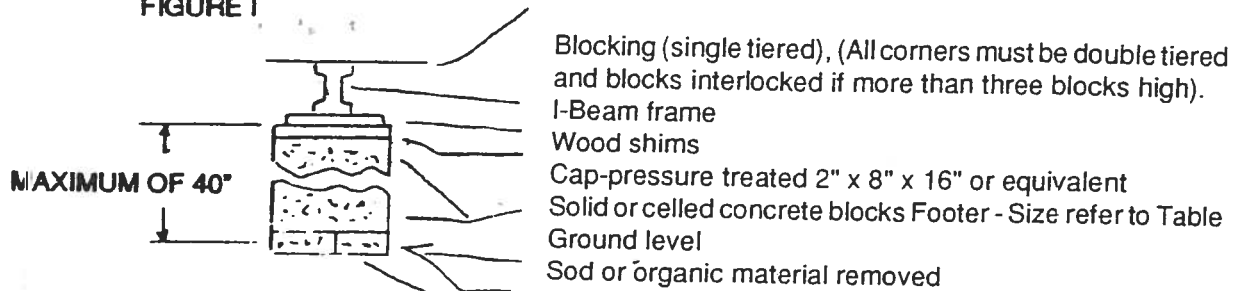 FIGURE I
Blocking (single tiered), (All corners must be double tiered
and blocks interlocked if more than three blocks high).
I-Beam frame
Wood shims
MAXIMUM OF 40"
Cap-pressure treated 2" x 8" x 16" or equivalent
Solid or celled concrete blocks Footer - Size refer to Table
Ground level
Sod or organic material removed